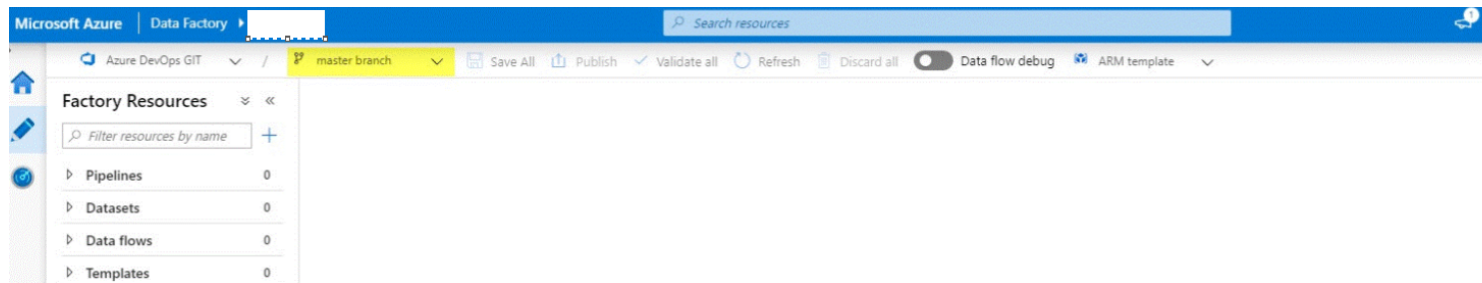 Microsoft Azure | Data Factory
Search resources
1
Azure DevOps GIT / master branch Save All Publish Validate all Refresh Discard all Data flow debug ARM template
Factory Resources
Filter resources by name
Pipelines 0
Datasets 0
Data flows 0
Templates 0